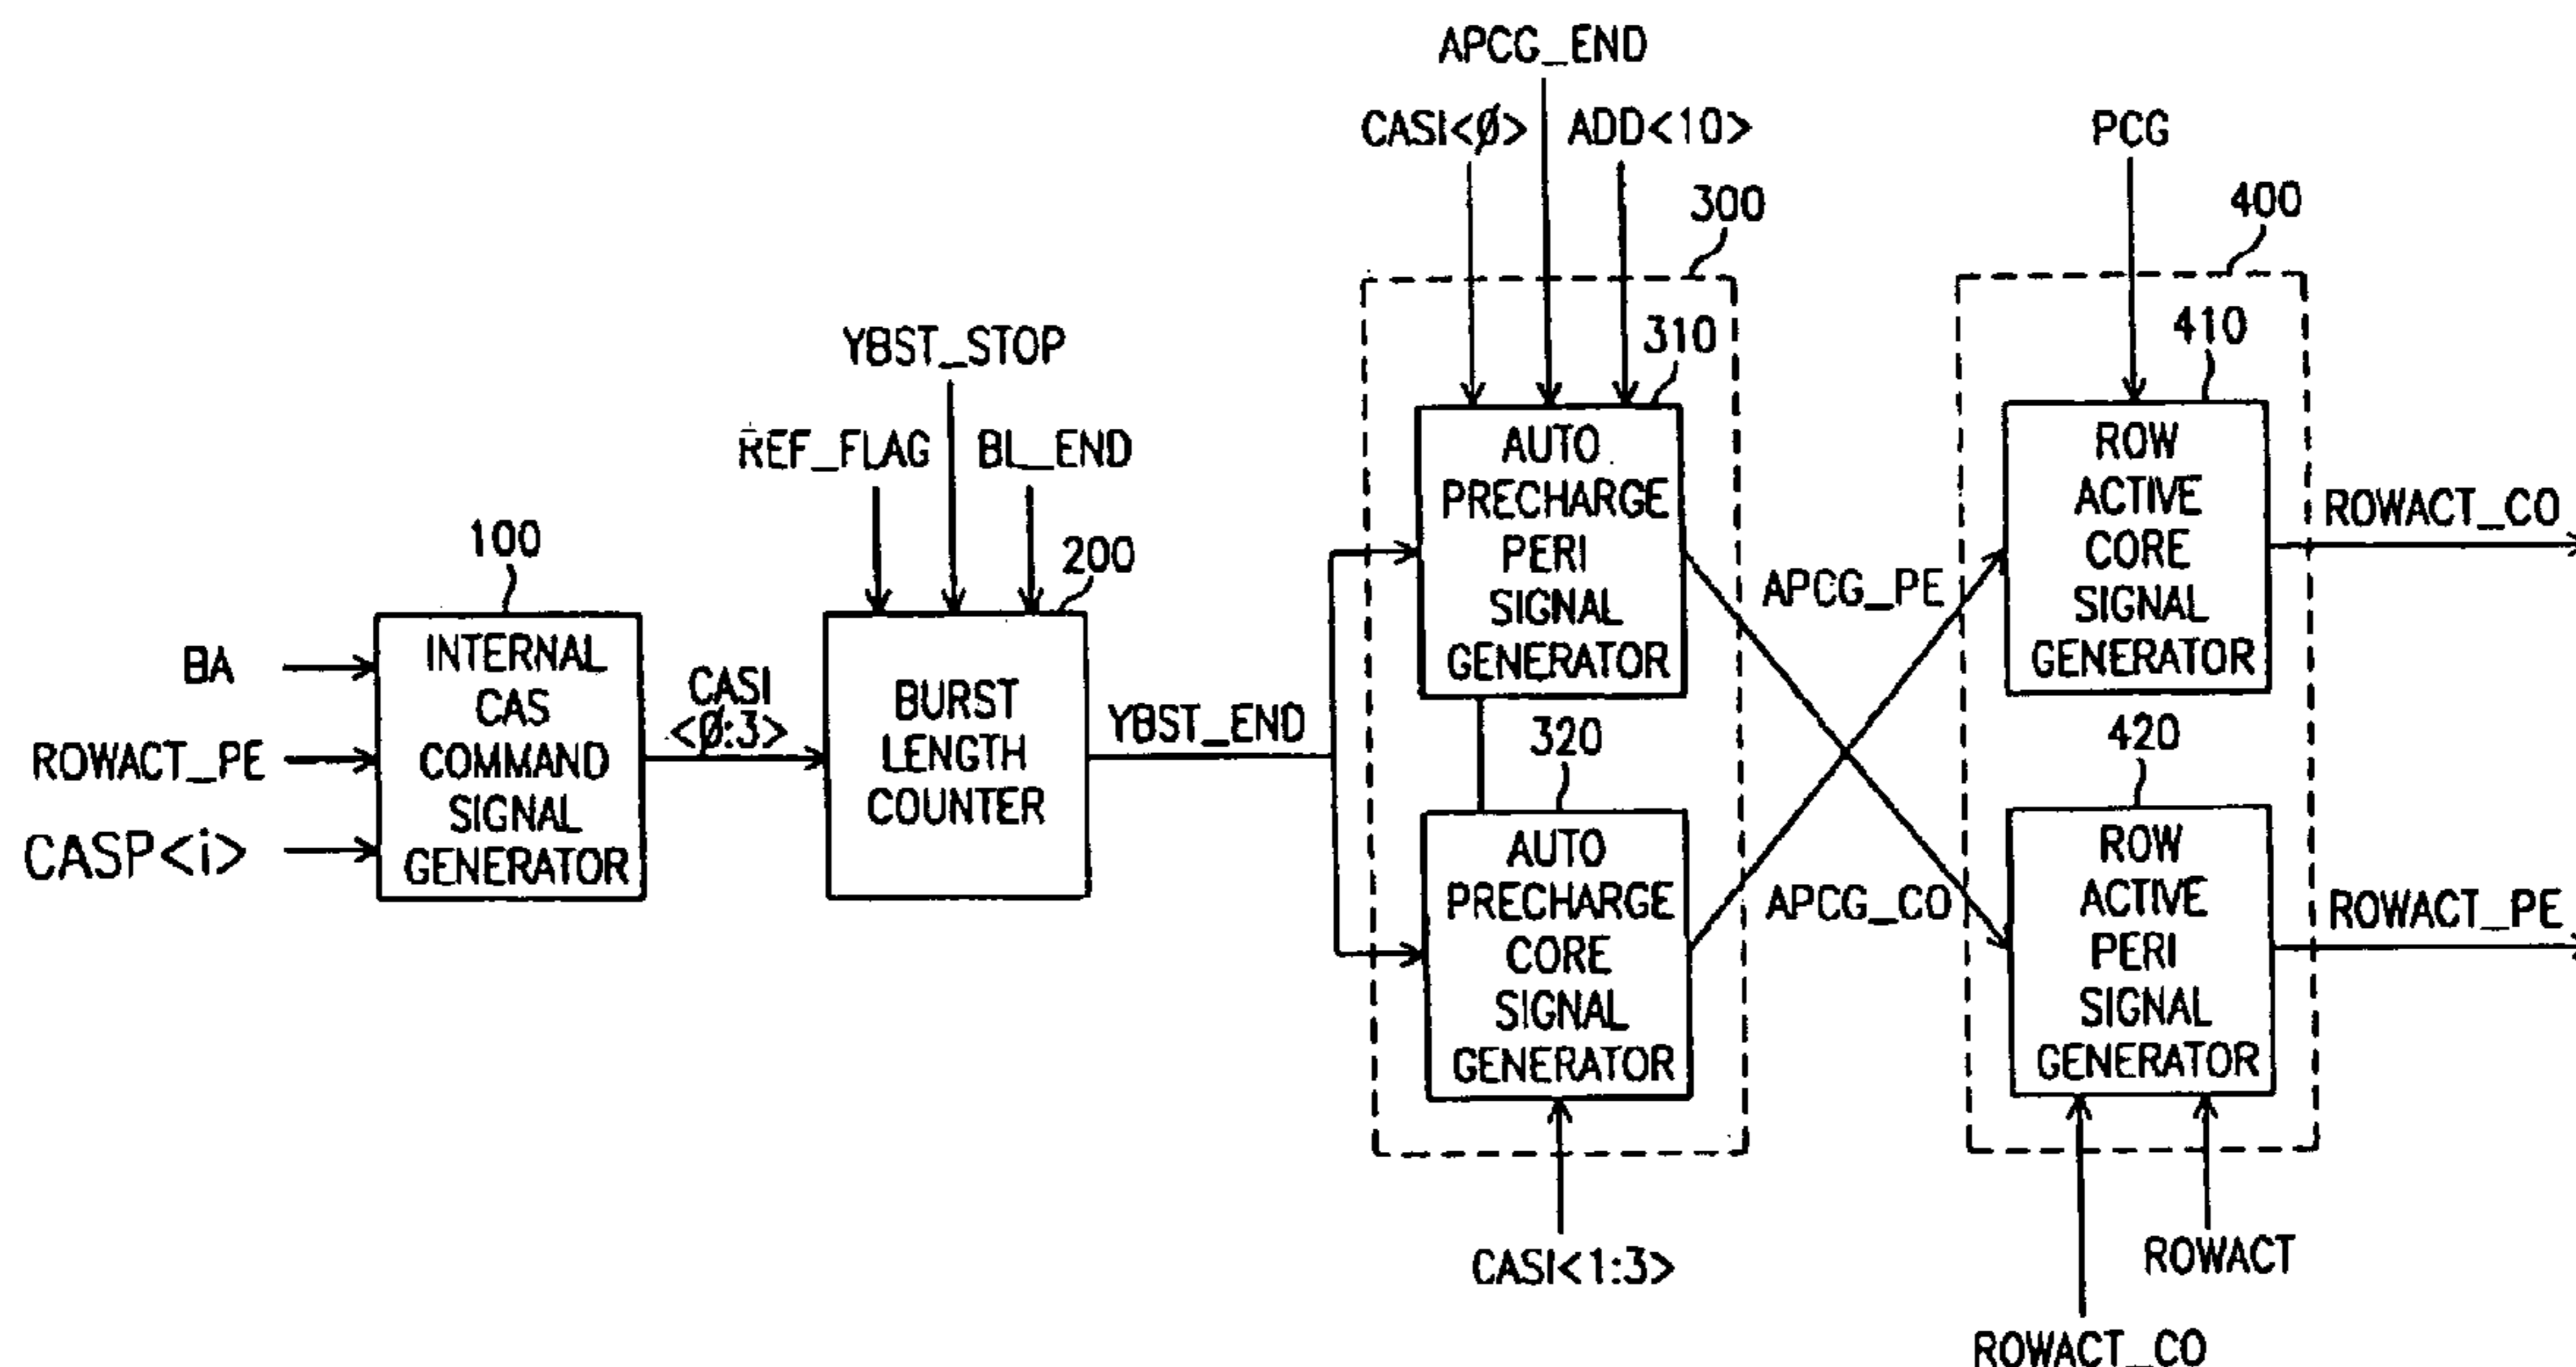 APCG_END
CASI<Ø>
ADD<10>
PCG
300
400
YBST_STOP
310
410
REF_FLAG
BL_END
AUTO
PRECHARGE
PERI
SIGNAL
GENERATOR
ROW
ACTIVE
CORE
SIGNAL
GENERATOR
ROWACT_CO
100
200
APCG_PE
BA
ROWACT_PE
CASP<i>
INTERNAL
CAS
COMMAND
SIGNAL
GENERATOR
CASI
<Ø:3>
BURST
LENGTH
COUNTER
YBST_END
320
420
AUTO
PRECHARGE
CORE
SIGNAL
GENERATOR
APCG_CO
ROW
ACTIVE
PERI
SIGNAL
GENERATOR
ROWACT_PE
CASI<1:3>
ROWACT
ROWACT_CO